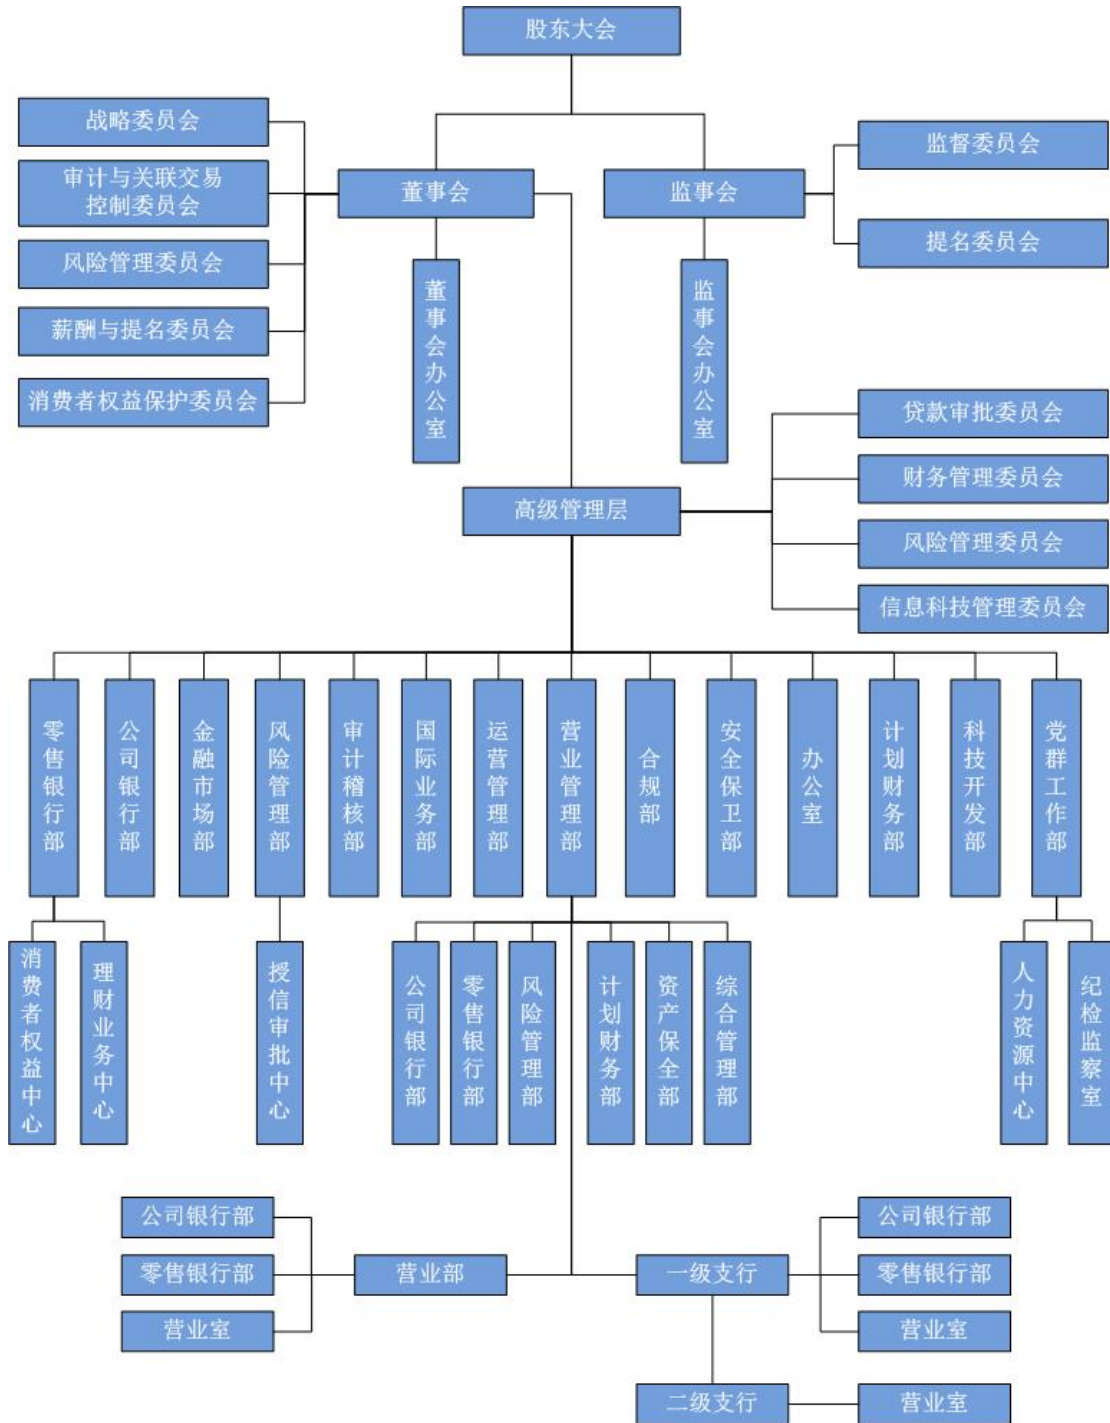 股东大会
战略委员会
审计与关联交易
控制委员会
风险管理委员会
薪酬与提名委员会
消费者权益保护委员会
董事会
监事会
监督委员会
提名委员会
董事会办公室
监事会办公室
高级管理层
贷款审批委员会
财务管理委员会
风险管理委员会
信息科技管理委员会
零售银行部
公司银行部
金融市场部
风险管理部
审计稽核部
国际业务部
运营管理部
营业管理部
合规部
安全保卫部
办公室
计划财务部
科技开发部
党群工作部
消费者权益中心
理财业务中心
授信审批中心
公司银行部
零售银行部
风险管理部
计划财务部
资产保全部
综合管理部
人力资源中心
纪检监察室
公司银行部
零售银行部
营业室
营业部
一级支行
公司银行部
零售银行部
营业室
二级支行
营业室